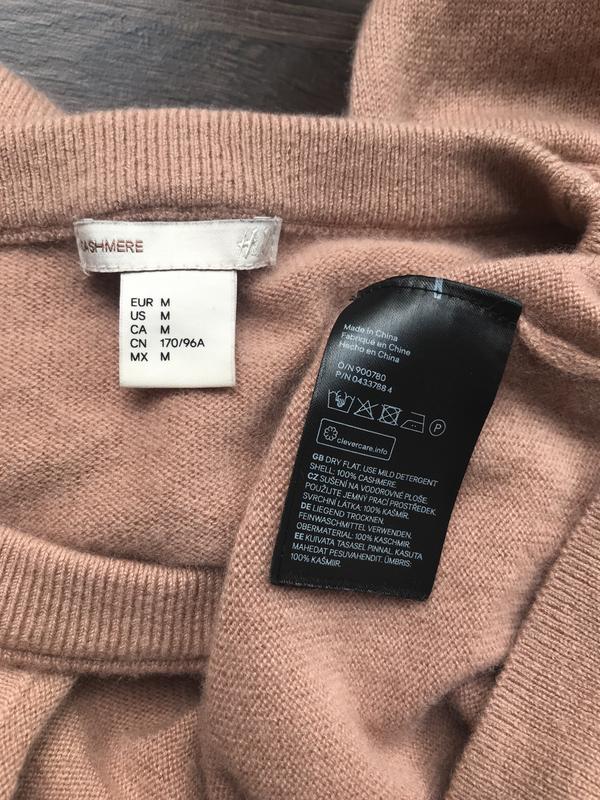 CASHMERE
EUR M
US M
CA M
CN 170/96A
MX M
Made in China
Fabriqué en Chine
Hecho en China
O/N 900780
P/N 0433788 4
P
clevercare.info
GB DRY FLAT. USE MILD DETERGENT
SHELL: 100% CASHMERE.
CZ SUŠENÍ NA VODOROVNÉ PLOŠE.
POUŽIJTE JEMNÝ PRACÍ PROSTŘEDEK.
SVRCHNÍ LÁTKA: 100% KAŠMÍR.
DE LIEGEND TROCKNEN.
FEINWASCHMITTEL VERWENDEN.
OBERMATERIAL: 100% KASCHMIR.
EE KUIVATA TASASEL PINNAL. KASUTA
MAHEDAT PESUVAHENDIT. ÜMBRIS:
100% KAŠMIIR.